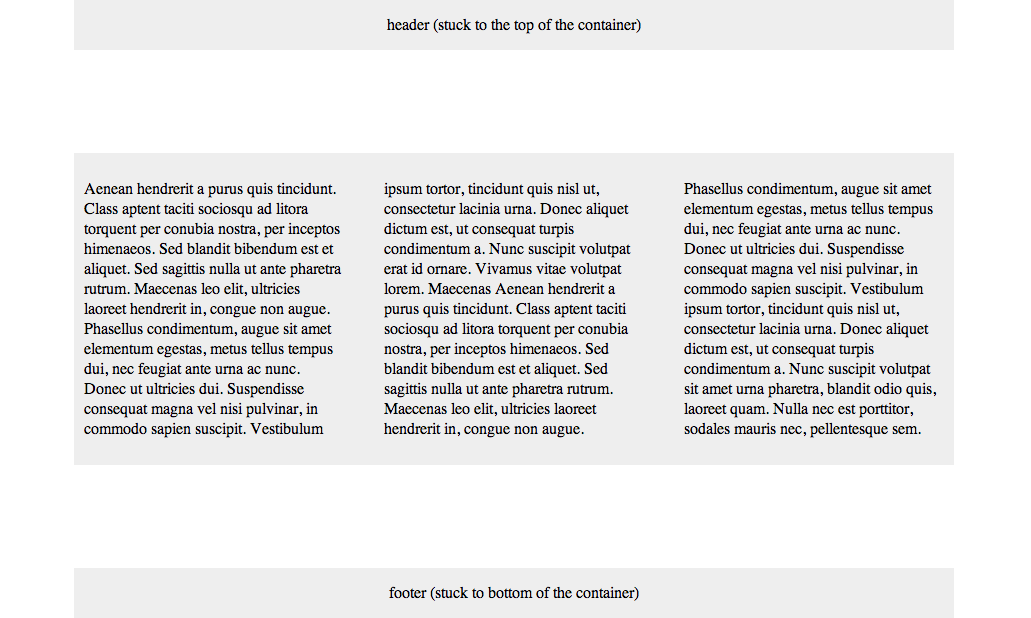 header (stuck to the top of the container)
Aenean hendrerit a purus quis tincidunt.
Class aptent taciti sociosqu ad litora
torquent per conubia nostra, per inceptos
himenaeos. Sed blandit bibendum est et
aliquet. Sed sagittis nulla ut ante pharetra
rutrum. Maecenas leo elit, ultricies
laoreet hendrerit in, congue non augue.
Phasellus condimentum, augue sit amet
elementum egestas, metus tellus tempus
dui, nec feugiat ante urna ac nunc.
Donec ut ultricies dui. Suspendisse
consequat magna vel nisi pulvinar, in
commodo sapien suscipit. Vestibulum
ipsum tortor, tincidunt quis nisl ut,
consectetur lacinia urna. Donec aliquet
dictum est, ut consequat turpis
condimentum a. Nunc suscipit volutpat
erat id ornare. Vivamus vitae volutpat
lorem. Maecenas Aenean hendrerit a
purus quis tincidunt. Class aptent taciti
sociosqu ad litora torquent per conubia
nostra, per inceptos himenaeos. Sed
blandit bibendum est et aliquet. Sed
sagittis nulla ut ante pharetra rutrum.
Maecenas leo elit, ultricies laoreet
hendrerit in, congue non augue.
Phasellus condimentum, augue sit amet
elementum egestas, metus tellus tempus
dui, nec feugiat ante urna ac nunc.
Donec ut ultricies dui. Suspendisse
consequat magna vel nisi pulvinar, in
commodo sapien suscipit. Vestibulum
ipsum tortor, tincidunt quis nisl ut,
consectetur lacinia urna. Donec aliquet
dictum est, ut consequat turpis
condimentum a. Nunc suscipit volutpat
sit amet urna pharetra, blandit odio quis,
laoreet quam. Nulla nec est porttitor,
sodales mauris nec, pellentesque sem.
footer (stuck to bottom of the container)